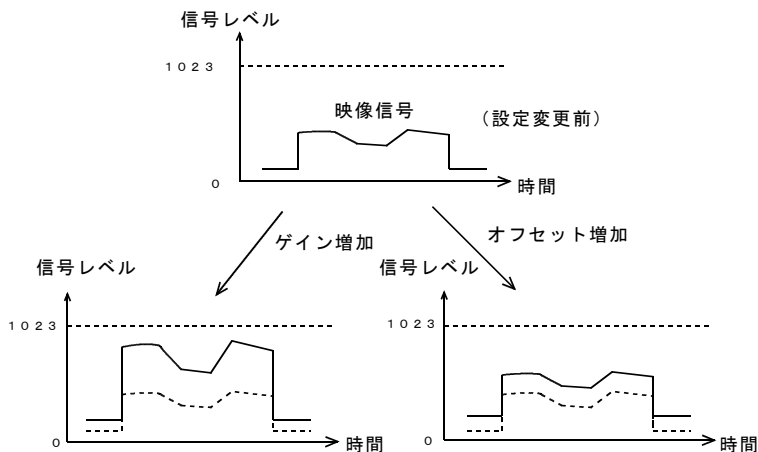 信号レベル
1023
映像信号
(設定変更前)
0
時間
ゲイン増加
オフセット増加
信号レベル
1023
0
時間
信号レベル
1023
0
時間